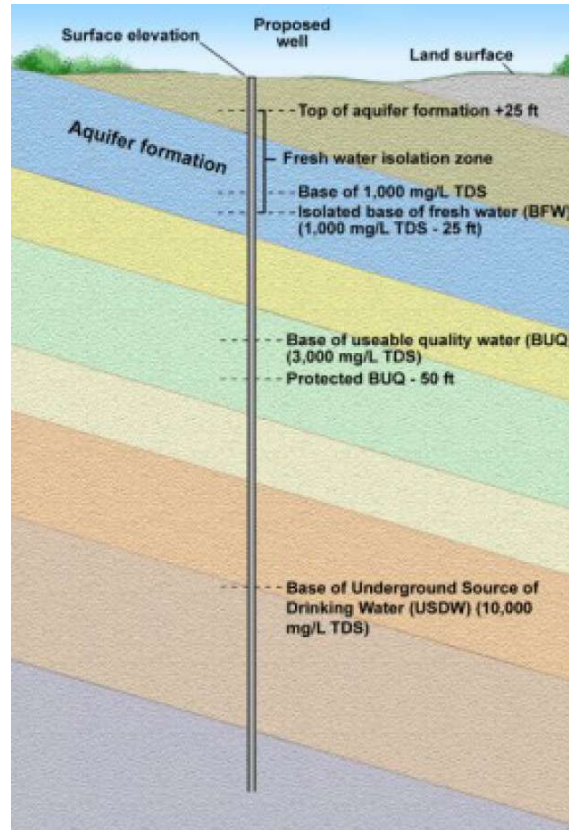 Surface elevation
Proposed
well
Land surface
Top of aquifer formation +25 ft
Aquifer formation
Fresh water isolation zone
Base of 1,000 mg/L TDS
Isolated base of fresh water (BFW)
(1,000 mg/L TDS - 25 ft)
Base of useable quality water (BUQ)
(3,000 mg/L TDS)
Protected BUQ - 50 ft
Base of Underground Source of
Drinking Water (USDW) (10,000
mg/L TDS)